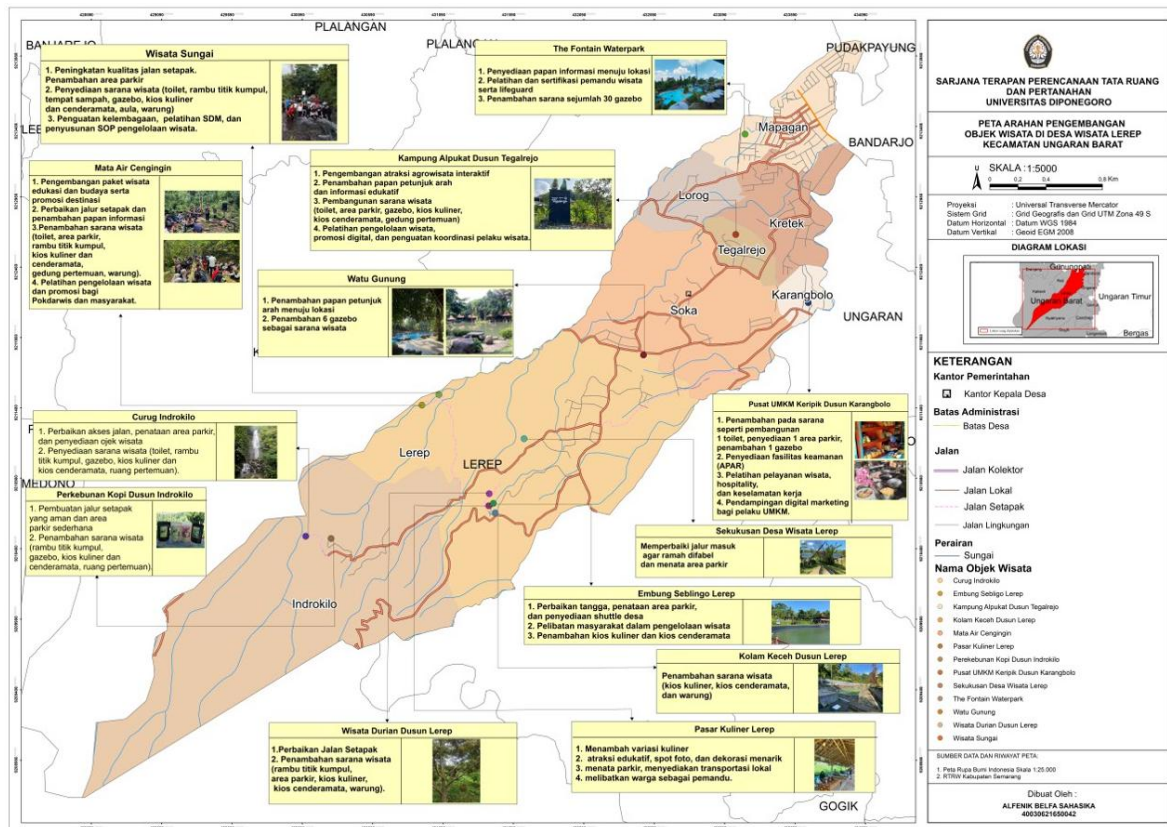 PLALANGAN
BANJAREJO
PLALANGAN
PUDAKPAYUNG
BANDARJO
UNGARAN
MEDONO
GOGIK
Wisata Sungai
1. Peningkatan kualitas jalan setapak.
Penambahan area parkir
2. Penyediaan sarana wisata (toilet, rambu titik kumpul,
tempat sampah, gazebo, kios kuliner
dan cenderamata, aula, warung)
3. Penguatan kelembagaan, pelatihan SDM, dan
penyusunan SOP pengelolaan wisata.
The Fontain Waterpark
1. Penyediaan papan informasi menuju lokasi
2. Pelatihan dan sertifikasi pemandu wisata
serta lifeguard
3. Penambahan sarana sejumlah 30 gazebo
Mata Air Cengingin
1. Pengembangan paket wisata
edukasi dan budaya serta
promosi destinasi
2. Perbaikan jalur setapak dan
penambahan papan informasi
3.Penambahan sarana wisata
(toilet, area parkir,
rambu titik kumpul,
kios kuliner dan
cenderamata,
gedung pertemuan, warung).
4. Pelatihan pengelolaan wisata
dan promosi bagi
Pokdarwis dan masyarakat.
Kampung Alpukat Dusun Tegalrejo
1. Pengembangan atraksi agrowisata interaktif
2. Penambahan papan petunjuk arah
dan informasi edukatif
3. Pembangunan sarana wisata
(toilet, area parkir, gazebo, kios kuliner,
kios cenderamata, gedung pertemuan)
4. Pelatihan pengelolaan wisata,
promosi digital, dan penguatan koordinasi pelaku wisata.
Watu Gunung
1. Penambahan papan petunjuk
arah menuju lokasi
2. Penambahan 6 gazebo
sebagai sarana wisata
Mapagan
Lorog
Kretek
Tegalrejo
Karangbolo
Soka
Lerep
LEREP
Indrokilo
Curug Indrokilo
1. Perbaikan akses jalan, penataan area parkir,
dan penyediaan ojek wisata
2. Penyediaan sarana wisata (toilet, rambu
titik kumpul, gazebo, kios kuliner dan
kios cenderamata, ruang pertemuan).
Perkebunan Kopi Dusun Indrokilo
1. Pembuatan jalur setapak
yang aman dan area
parkir sederhana
2. Penambahan sarana wisata
(rambu titik kumpul,
gazebo, kios kuliner dan
cenderamata, ruang pertemuan).
Pusat UMKM Keripik Dusun Karangbolo
1. Penambahan pada sarana
seperti pembangunan
1 toilet, penyediaan 1 area parkir,
penambahan 1 gazebo
2. Penyediaan fasilitas keamanan
(APAR)
3. Pelatihan pelayanan wisata,
hospitality,
dan keselamatan kerja
4. Pendampingan digital marketing
bagi pelaku UMKM.
Sekukusan Desa Wisata Lerep
Memperbaiki jalur masuk
agar ramah difabel
dan menata area parkir
Embung Seblingo Lerep
1. Perbaikan tangga, penataan area parkir,
dan penyediaan shuttle desa
2. Pelibatan masyarakat dalam pengelolaan wisata
3. Penambahan kios kuliner dan kios cenderamata
Kolam Keceh Dusun Lerep
Penambahan sarana wisata
(kios kuliner, kios cenderamata,
dan warung)
Wisata Durian Dusun Lerep
1.Perbaikan Jalan Setapak
2. Penambahan sarana wisata
(rambu titik kumpul,
area parkir, kios kuliner,
kios cenderamata, warung).
Pasar Kuliner Lerep
1. Menambah variasi kuliner
2. atraksi edukatif, spot foto, dan dekorasi menarik
3. menata parkir, menyediakan transportasi lokal
4. melibatkan warga sebagai pemandu.
SARJANA TERAPAN PERENCANAAN TATA RUANG
DAN PERTANAHAN
UNIVERSITAS DIPONEGORO
PETA ARAHAN PENGEMBANGAN
OBJEK WISATA DI DESA WISATA LEREP
KECAMATAN UNGARAN BARAT
SKALA : 1:5000
0 0,2 0,4 0,8 Km
Proyeksi : Universal Transverse Mercator
Sistem Grid : Grid Geografis dan Grid UTM Zona 49 S
Datum Horizontal : Datum WGS 1984
Datum Vertikal : Geoid EGM 2008
DIAGRAM LOKASI
Gunungpati
Ungaran Barat
Ungaran Timur
Bergas
KETERANGAN
Kantor Pemerintahan
Kantor Kepala Desa
Batas Administrasi
Batas Desa
Jalan
Jalan Kolektor
Jalan Lokal
Jalan Setapak
Jalan Lingkungan
Perairan
Sungai
Nama Objek Wisata
Curug Indrokilo
Embung Sebligo Lerep
Kampung Alpukat Dusun Tegalrejo
Kolam Keceh Dusun Lerep
Mata Air Cengingin
Pasar Kuliner Lerep
Perekebunan Kopi Dusun Indrokilo
Pusat UMKM Keripik Dusun Karangbolo
Sekukusan Desa Wisata Lerep
The Fontain Waterpark
Watu Gunung
Wisata Durian Dusun Lerep
Wisata Sungai
SUMBER DATA DAN RIWAYAT PETA:
1. Peta Rupa Bumi Indonesia Skala 1:25.000
2. RTRW Kabupaten Semarang
Dibuat Oleh :
ALFENIK BELFA SAHASIKA
40030621650042